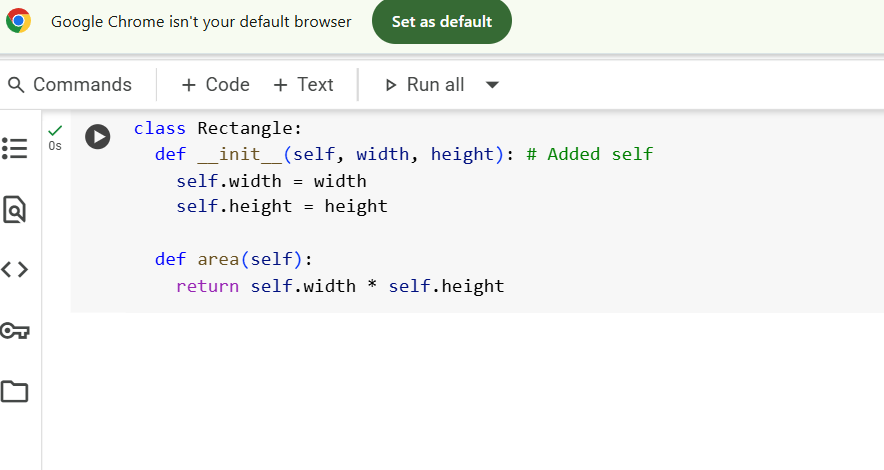 Google Chrome isn't your default browser Set as default
Commands + Code + Text Run all
0s
class Rectangle:
  def __init__(self, width, height): # Added self
    self.width = width
    self.height = height

  def area(self):
    return self.width * self.height